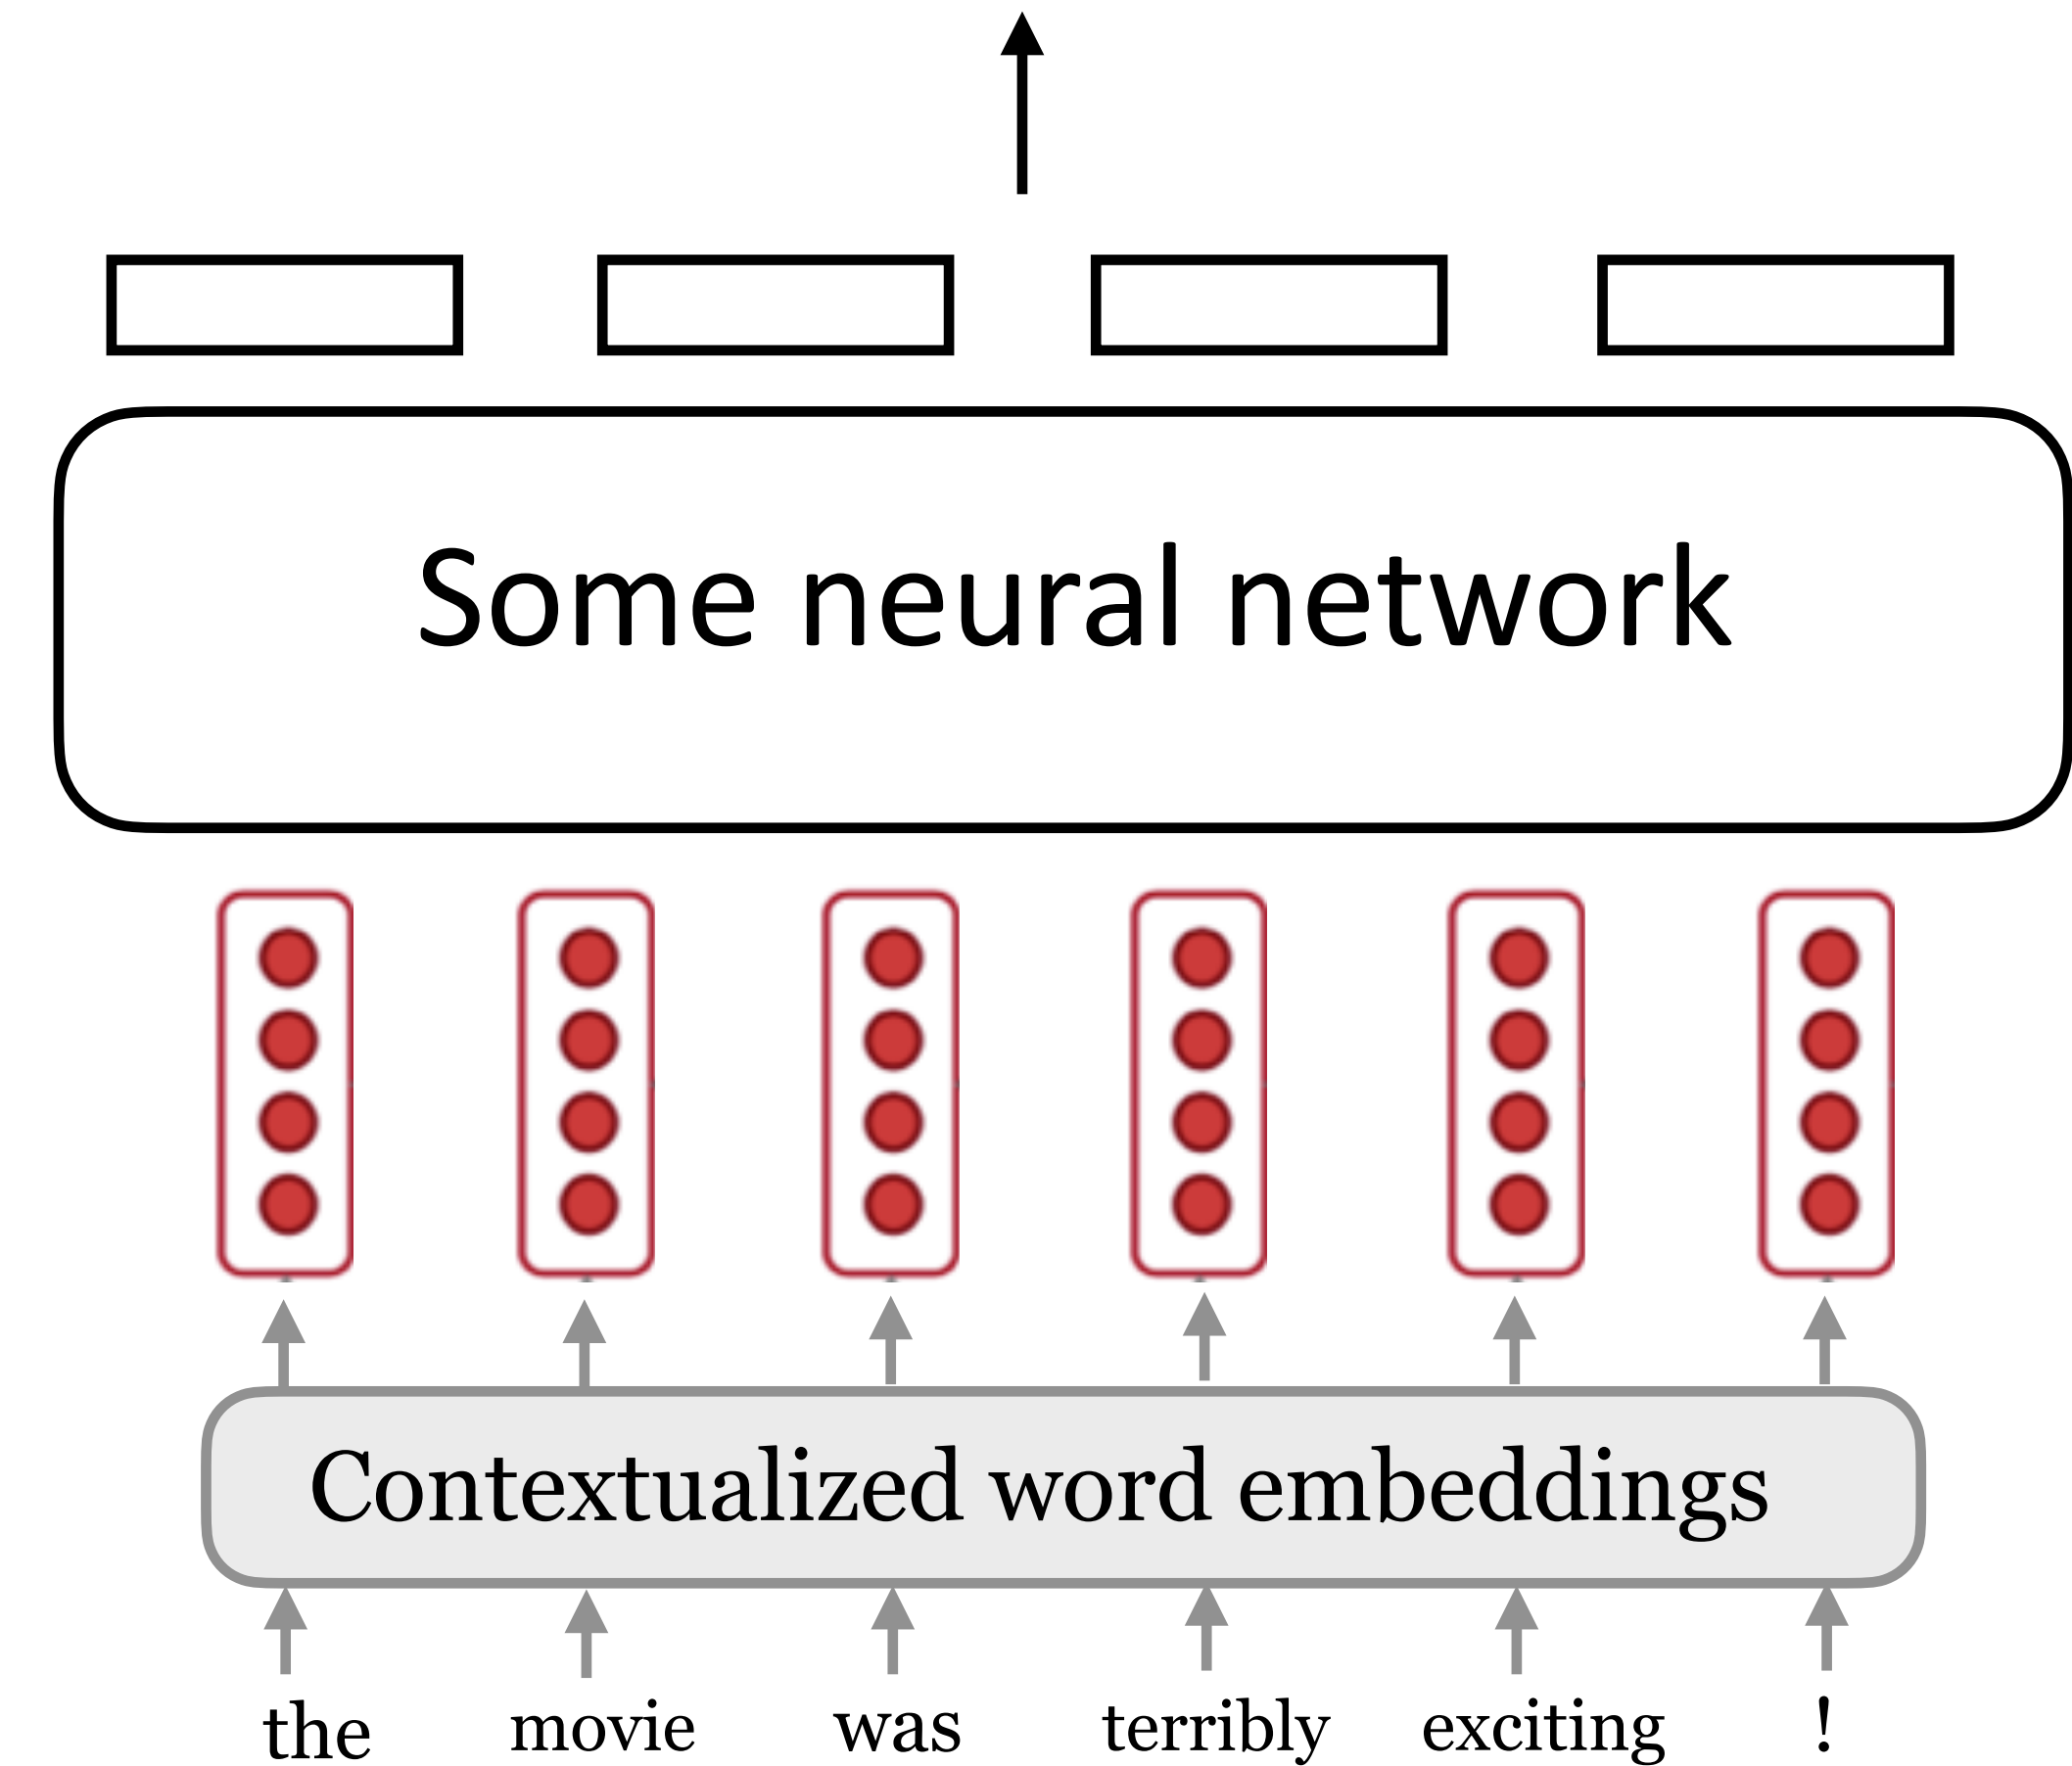 Some neural network
Contextualized word embeddings
the movie was terribly exciting !